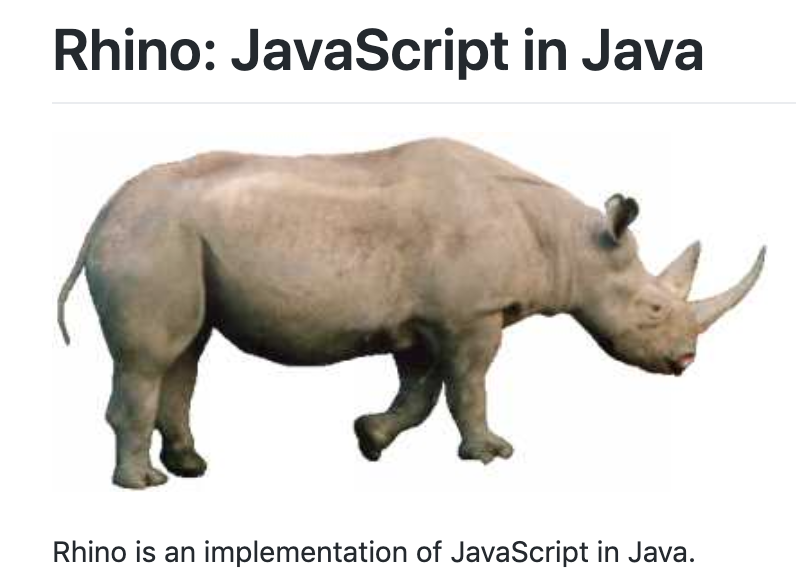 Rhino: JavaScript in Java
Rhino is an implementation of JavaScript in Java.